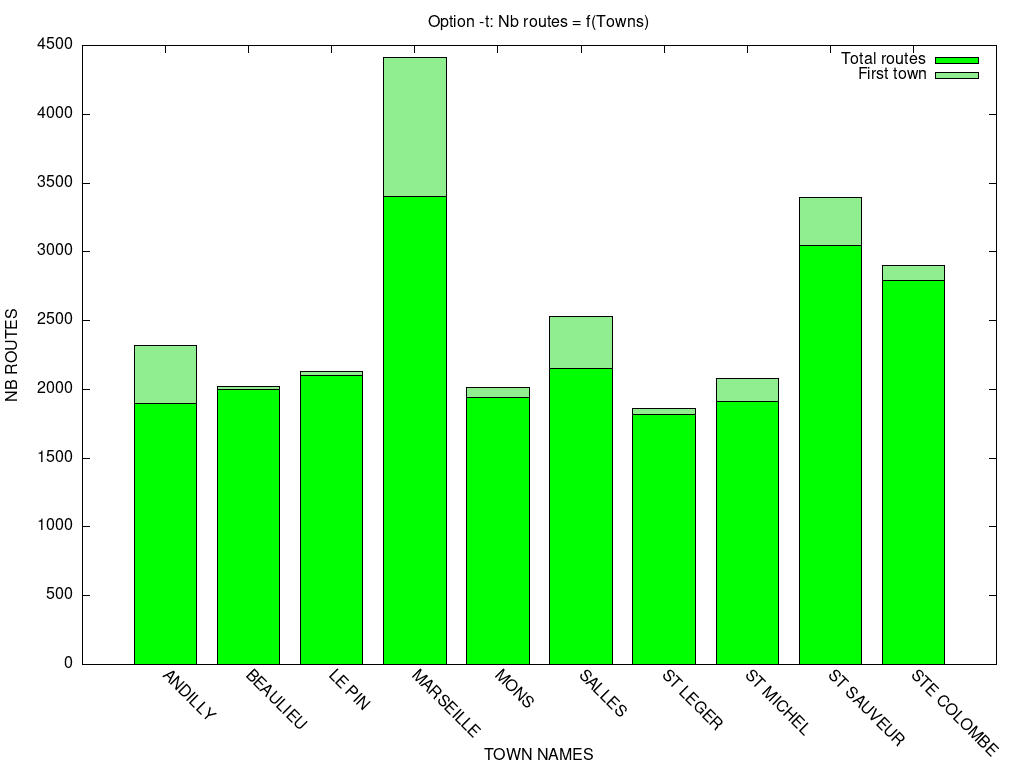 Option -t: Nb routes = f(Towns)
Total routes
First town
4500
4000
3500
3000
2500
2000
1500
1000
500
0
NB ROUTES
ANDILLY
BEAULIEU
LE PIN
MARSEILLE
MONS
SALLES
ST LEGER
ST MICHEL
ST SAUVEUR
STE COLOMBE
TOWN NAMES